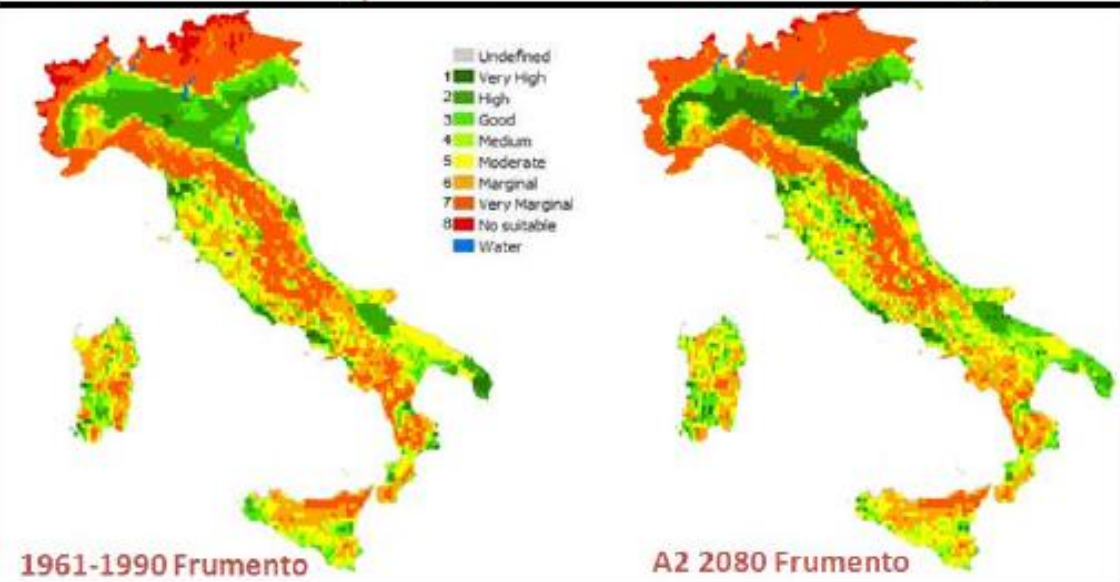 Undefined
1 Very High
2 High
3 Good
4 Medium
5 Moderate
6 Marginal
7 Very Marginal
8 No suitable
Water
1961-1990 Frumento
A2 2080 Frumento